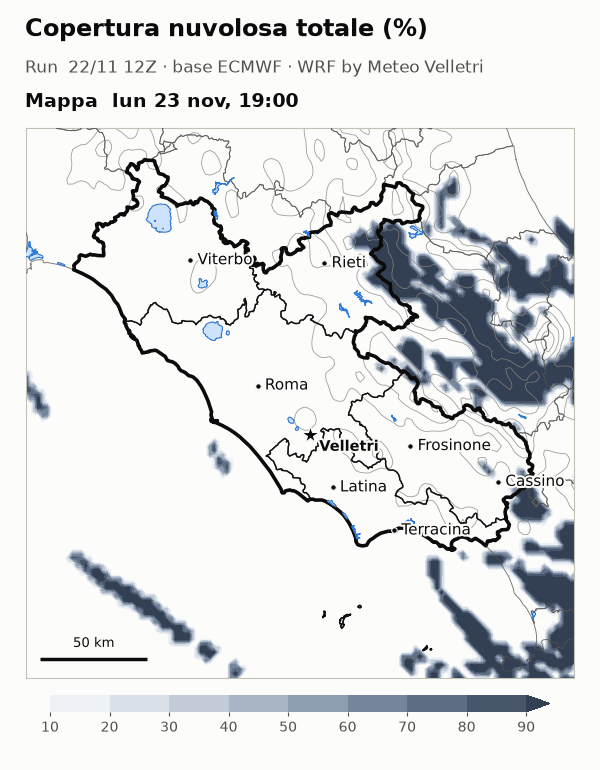 Copertura nuvolosa totale (%)
Run  22/11 12Z · base ECMWF · WRF by Meteo Velletri
Mappa  lun 23 nov, 19:00
Viterbo
Rieti
Roma
Velletri
Frosinone
Latina
Cassino
Terracina
50 km
10 20 30 40 50 60 70 80 90